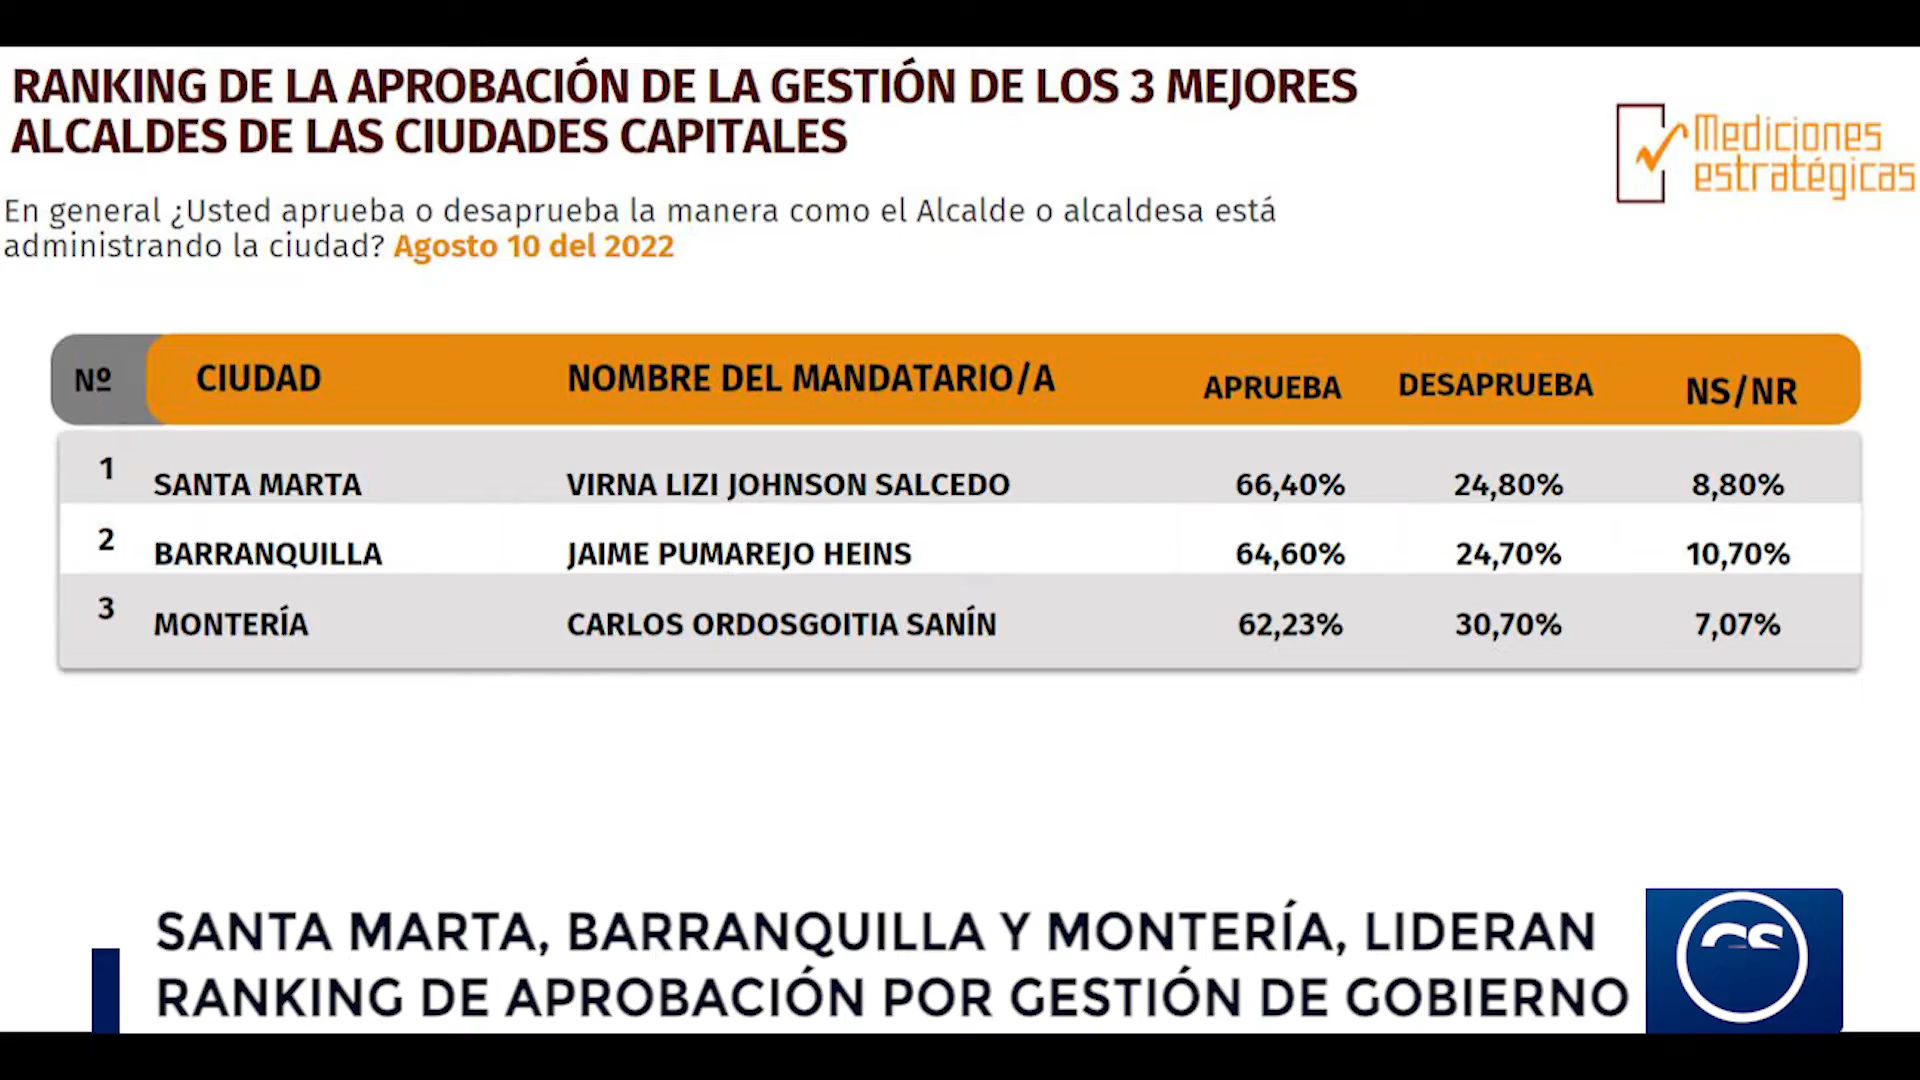 RANKING DE LA APROBACIÓN DE LA GESTIÓN DE LOS 3 MEJORES
ALCALDES DE LAS CIUDADES CAPITALES
Mediciones
estratégicas
En general ¿Usted aprueba o desaprueba la manera como el Alcalde o alcaldesa está
administrando la ciudad? Agosto 10 del 2022
Nº CIUDAD NOMBRE DEL MANDATARIO/A APRUEBA DESAPRUEBA NS/NR
1 SANTA MARTA VIRNA LIZI JOHNSON SALCEDO 66,40% 24,80% 8,80%
2 BARRANQUILLA JAIME PUMAREJO HEINS 64,60% 24,70% 10,70%
3 MONTERÍA CARLOS ORDOSGOITIA SANÍN 62,23% 30,70% 7,07%
SANTA MARTA, BARRANQUILLA Y MONTERÍA, LIDERAN
RANKING DE APROBACIÓN POR GESTIÓN DE GOBIERNO
CS